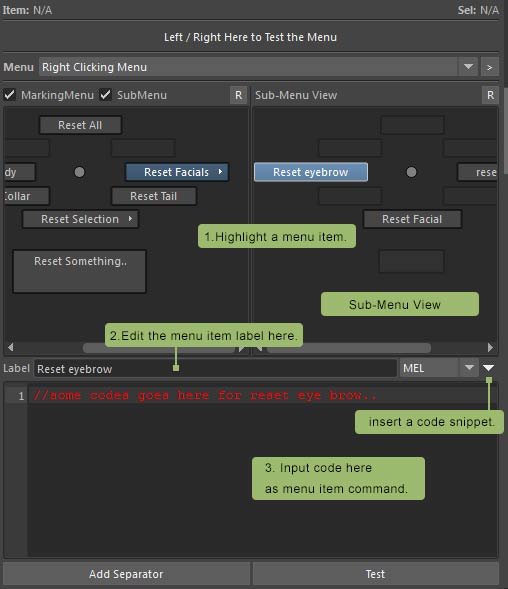 Item: N/A
Sel: N/A
Left / Right Here to Test the Menu
Menu
Right Clicking Menu
>
MarkingMenu
SubMenu
R
Sub-Menu View
R
Reset All
dy
Reset Facials
Reset eyebrow
rese
Collar
Reset Tail
Reset Selection
Reset Facial
1.Highlight a menu item.
Reset Something..
Sub-Menu View
2.Edit the menu item label here.
Label
Reset eyebrow
MEL
1
//some codes goes here for reset eye brow..
insert a code snippet.
3. Input code here
as menu item command.
Add Separator
Test